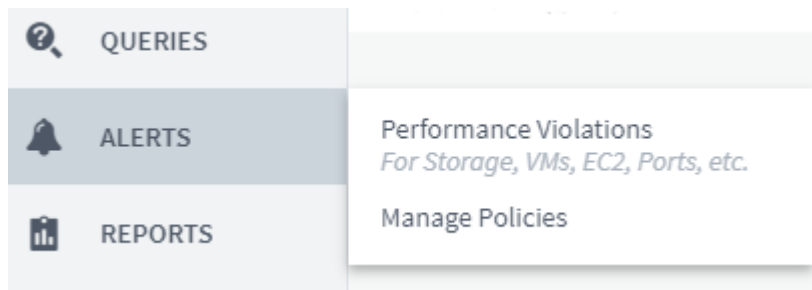 QUERIES
ALERTS
Performance Violations
For Storage, VMs, EC2, Ports, etc.
Manage Policies
REPORTS